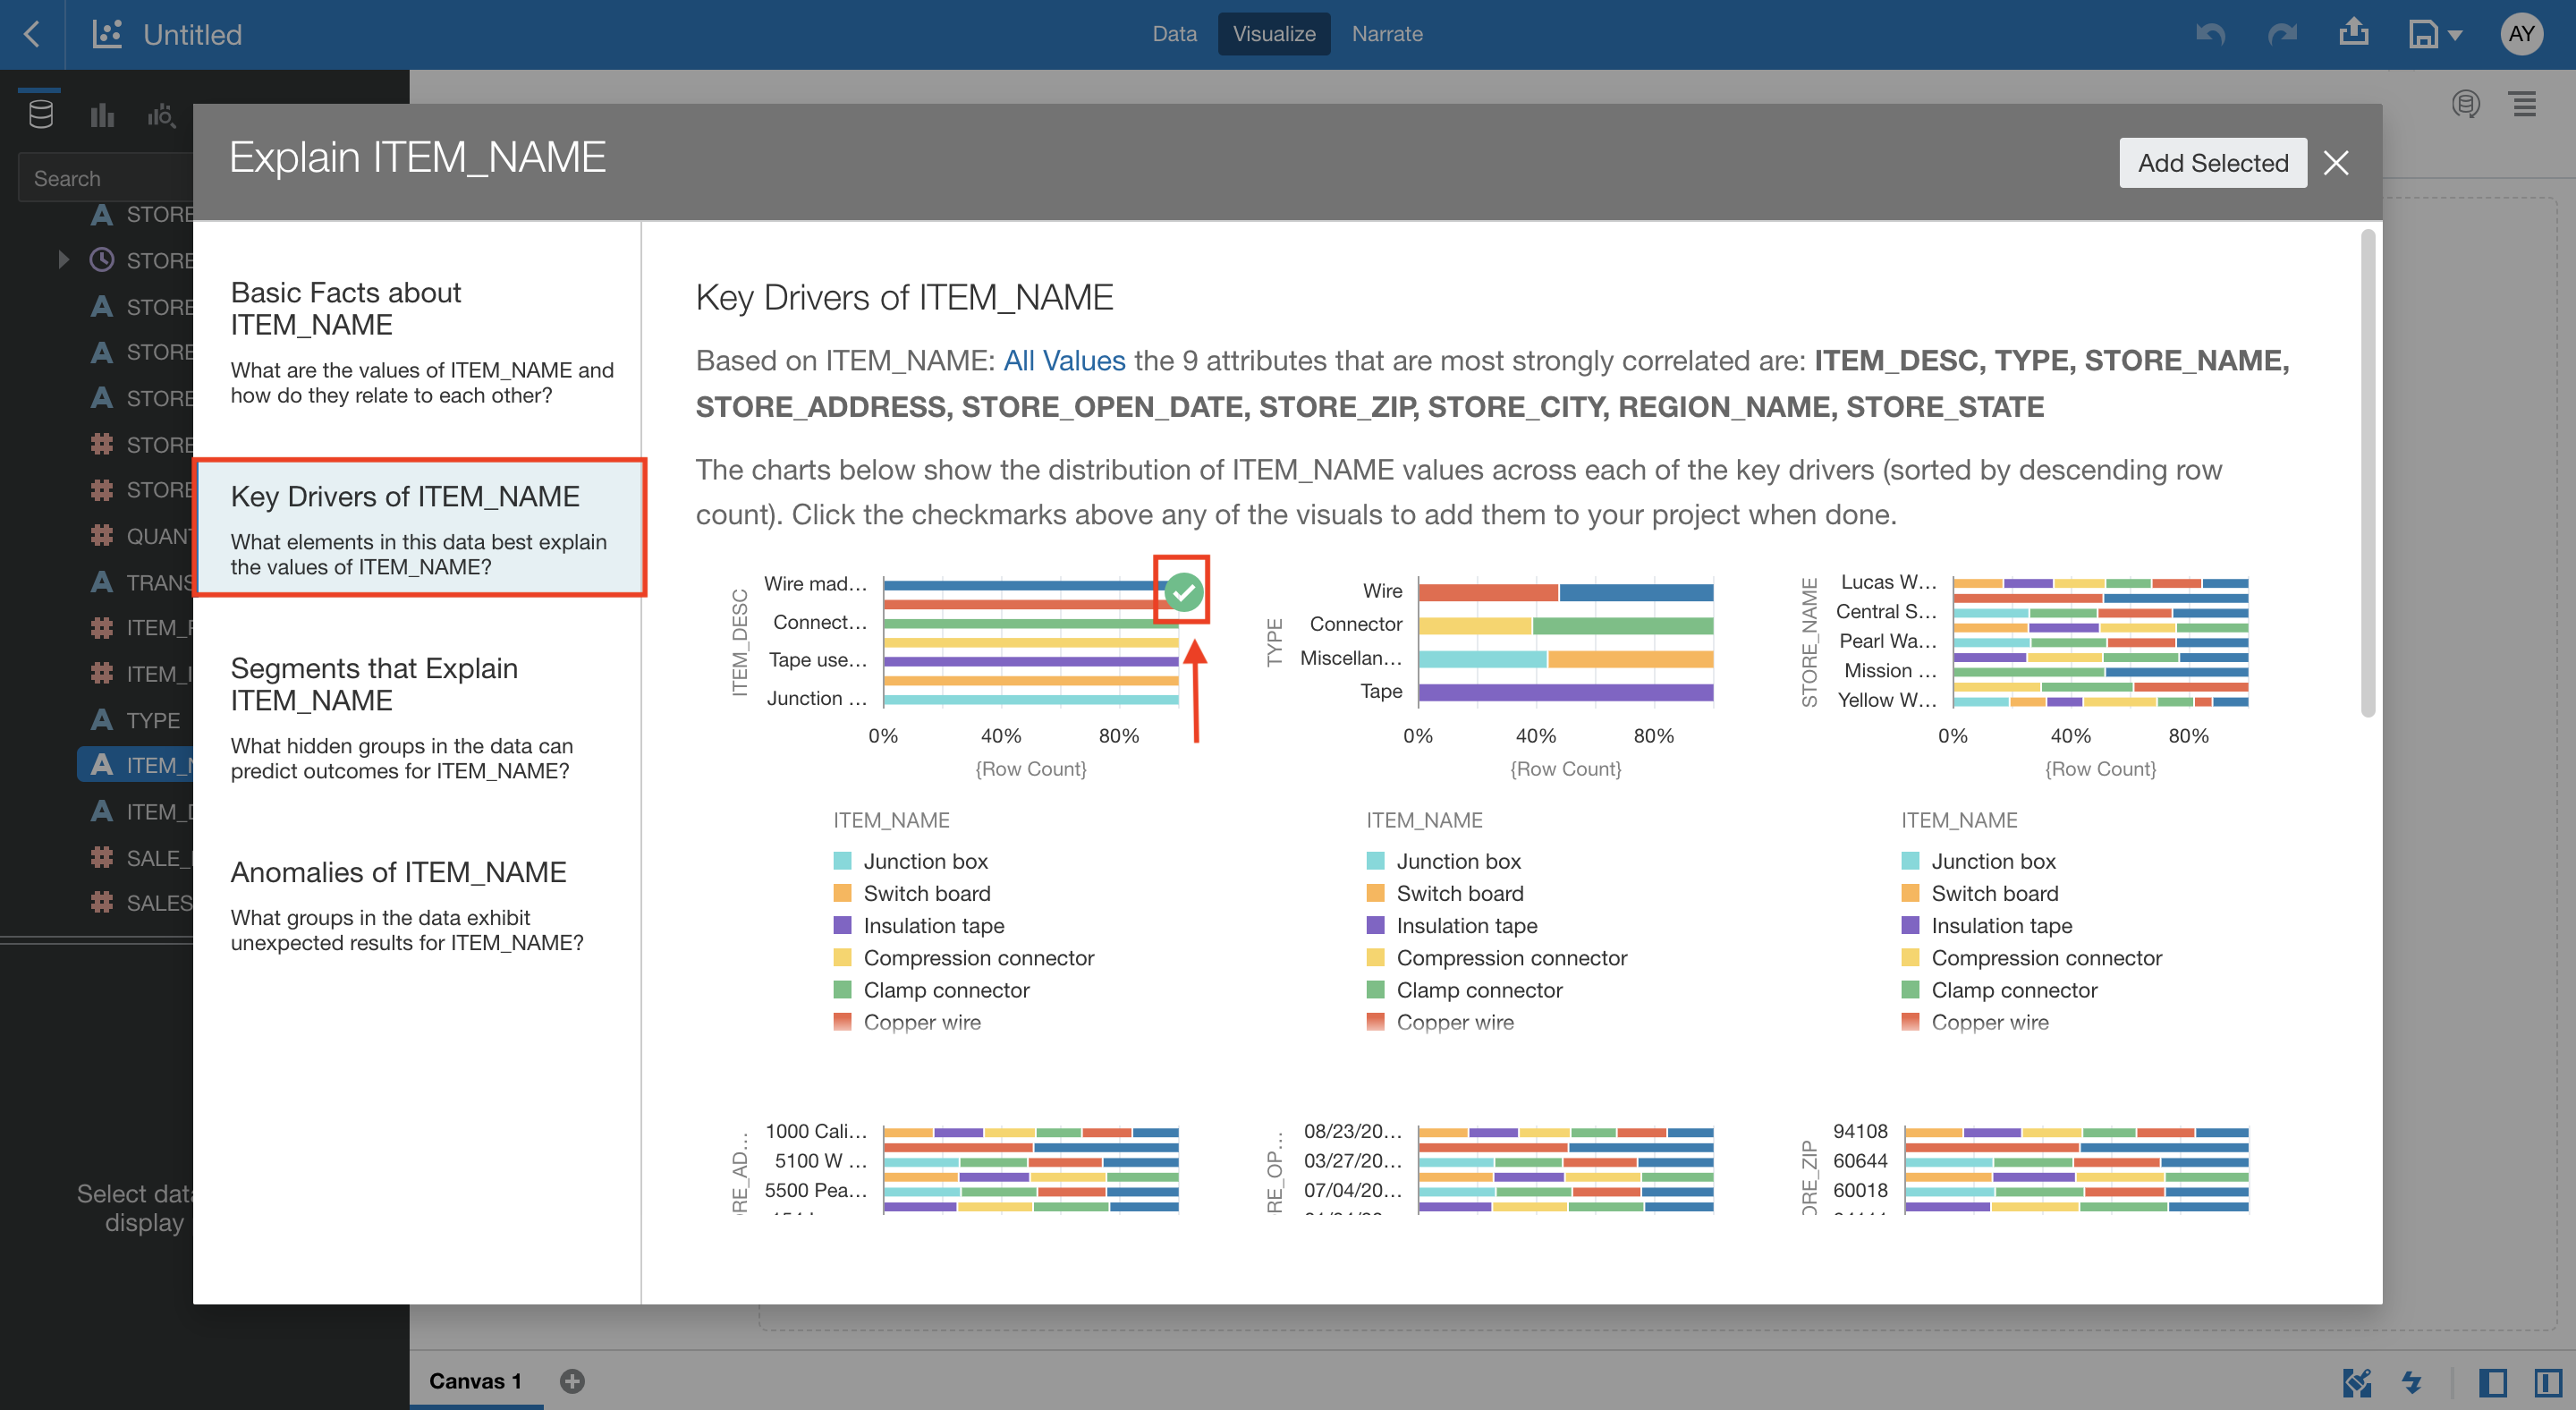 Untitled
Data
Visualize
Narrate
AY
Search
STORE
STORE
STORE
STORE
STORE
STORE
STORE
QUANT
TRANS
ITEM_
ITEM_I
TYPE
ITEM_N
ITEM_D
SALE_
SALES
Select data
display
Explain ITEM_NAME
Add Selected
Basic Facts about
ITEM_NAME
What are the values of ITEM_NAME and
how do they relate to each other?
Key Drivers of ITEM_NAME
What elements in this data best explain
the values of ITEM_NAME?
Segments that Explain
ITEM_NAME
What hidden groups in the data can
predict outcomes for ITEM_NAME?
Anomalies of ITEM_NAME
What groups in the data exhibit
unexpected results for ITEM_NAME?
Key Drivers of ITEM_NAME
Based on ITEM_NAME: All Values the 9 attributes that are most strongly correlated are: ITEM_DESC, TYPE, STORE_NAME,
STORE_ADDRESS, STORE_OPEN_DATE, STORE_ZIP, STORE_CITY, REGION_NAME, STORE_STATE
The charts below show the distribution of ITEM_NAME values across each of the key drivers (sorted by descending row
count). Click the checkmarks above any of the visuals to add them to your project when done.
ITEM_DESC
Wire mad...
Connect...
Tape use...
Junction ...
0% 40% 80%
{Row Count}
ITEM_NAME
Junction box
Switch board
Insulation tape
Compression connector
Clamp connector
Copper wire
TYPE
Wire
Connector
Miscellan...
Tape
0% 40% 80%
{Row Count}
ITEM_NAME
Junction box
Switch board
Insulation tape
Compression connector
Clamp connector
Copper wire
STORE_NAME
Lucas W...
Central S...
Pearl Wa...
Mission ...
Yellow W...
0% 40% 80%
{Row Count}
ITEM_NAME
Junction box
Switch board
Insulation tape
Compression connector
Clamp connector
Copper wire
ORE_AD...
1000 Cali...
5100 W ...
5500 Pea...
RE_OP...
08/23/20...
03/27/20...
07/04/20...
ORE_ZIP
94108
60644
60018
Canvas 1